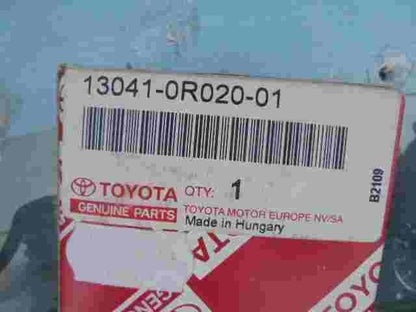 13041-0R020-01
TOYOTA QTY: 1
GENUINE PARTS TOYOTA MOTOR EUROPE NV/SA
Made in Hungary
B2109